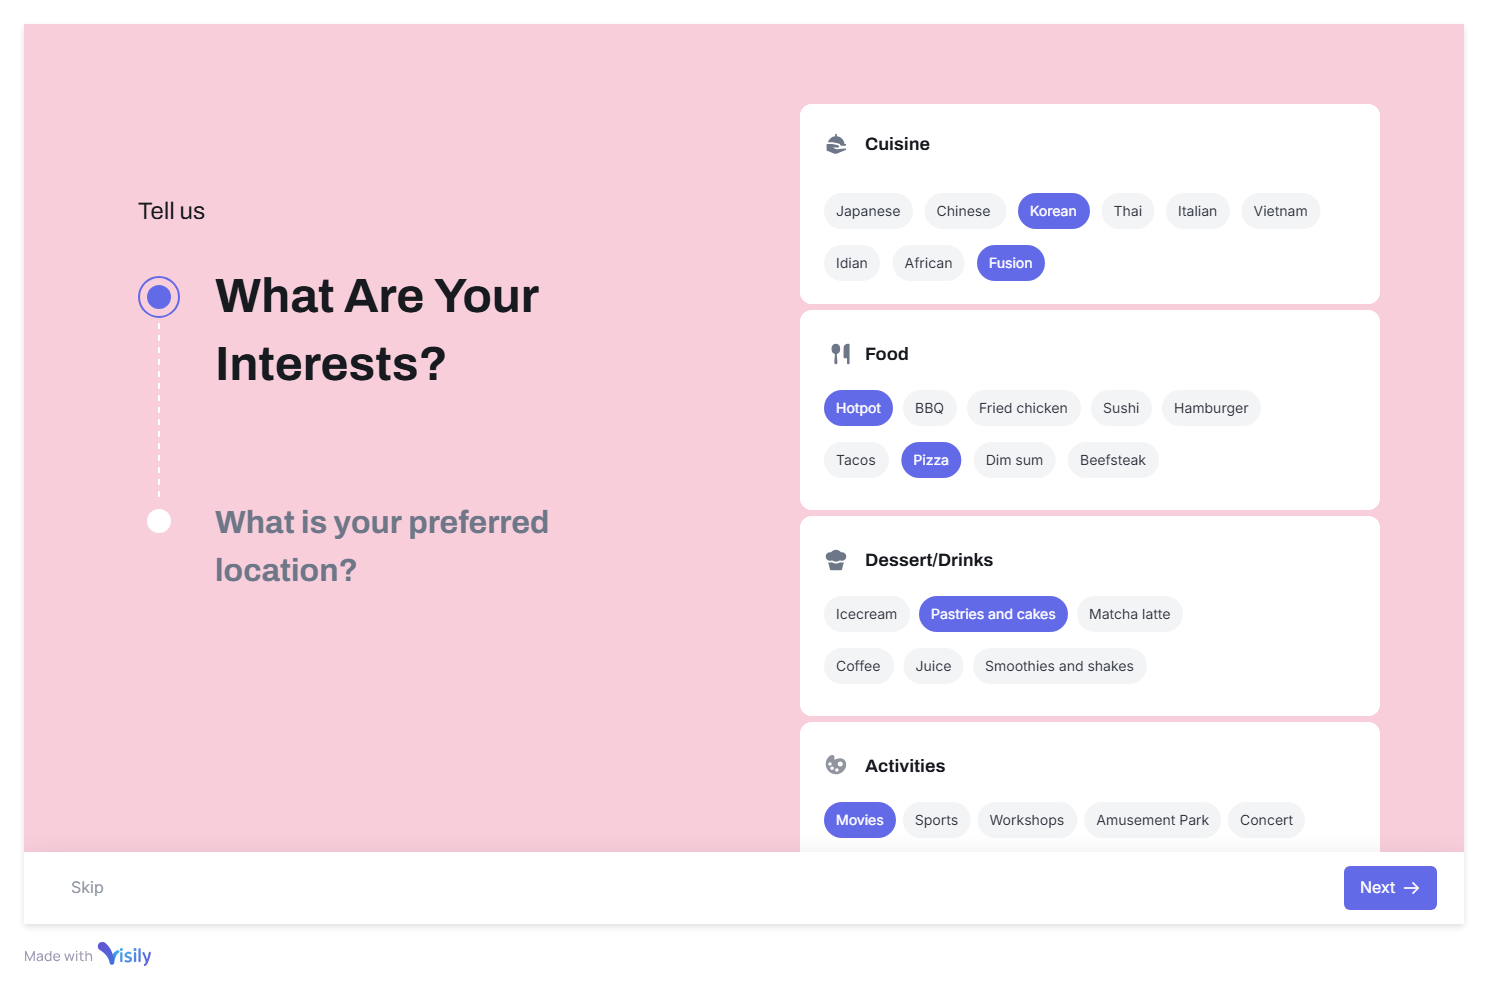 Tell us
What Are Your
Interests?
What is your preferred
location?
Cuisine
Japanese Chinese Korean Thai Italian Vietnam
Idian African Fusion
Food
Hotpot BBQ Fried chicken Sushi Hamburger
Tacos Pizza Dim sum Beefsteak
Dessert/Drinks
Icecream Pastries and cakes Matcha latte
Coffee Juice Smoothies and shakes
Activities
Movies Sports Workshops Amusement Park Concert
Skip
Next
Made with Visily